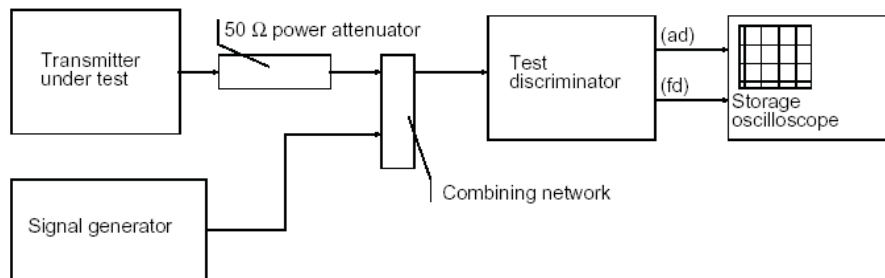 50 Ω power attenuator
Transmitter
under test
Test
discriminator
(ad)
(fd)
Storage
oscilloscope
Combining network
Signal generator